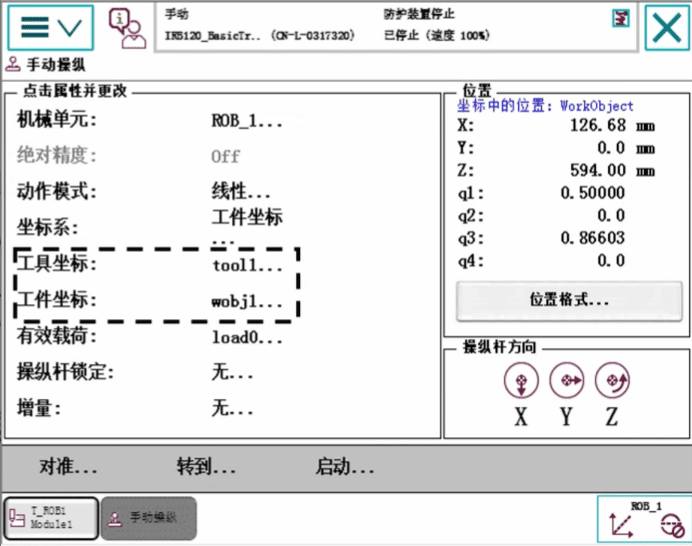 手动
防护装置停止
IRB120_BasicTr.. (CN-L-0317320)
已停止 (速度 100%)
手动操纵
点击属性并更改
机械单元: ROB_1...
绝对精度: Off
动作模式: 线性...
坐标系: 工件坐标
...
工具坐标: tool1...
工件坐标: wobj1...
有效载荷: load0...
操纵杆锁定: 无...
增量: 无...
位置
坐标中的位置: WorkObject
X: 126.68 mm
Y: 0.0 mm
Z: 594.00 mm
q1: 0.50000
q2: 0.0
q3: 0.86603
q4: 0.0
位置格式...
操纵杆方向
X Y Z
对准... 转到... 启动...
T_ROB1
Module1
手动操纵
ROB_1